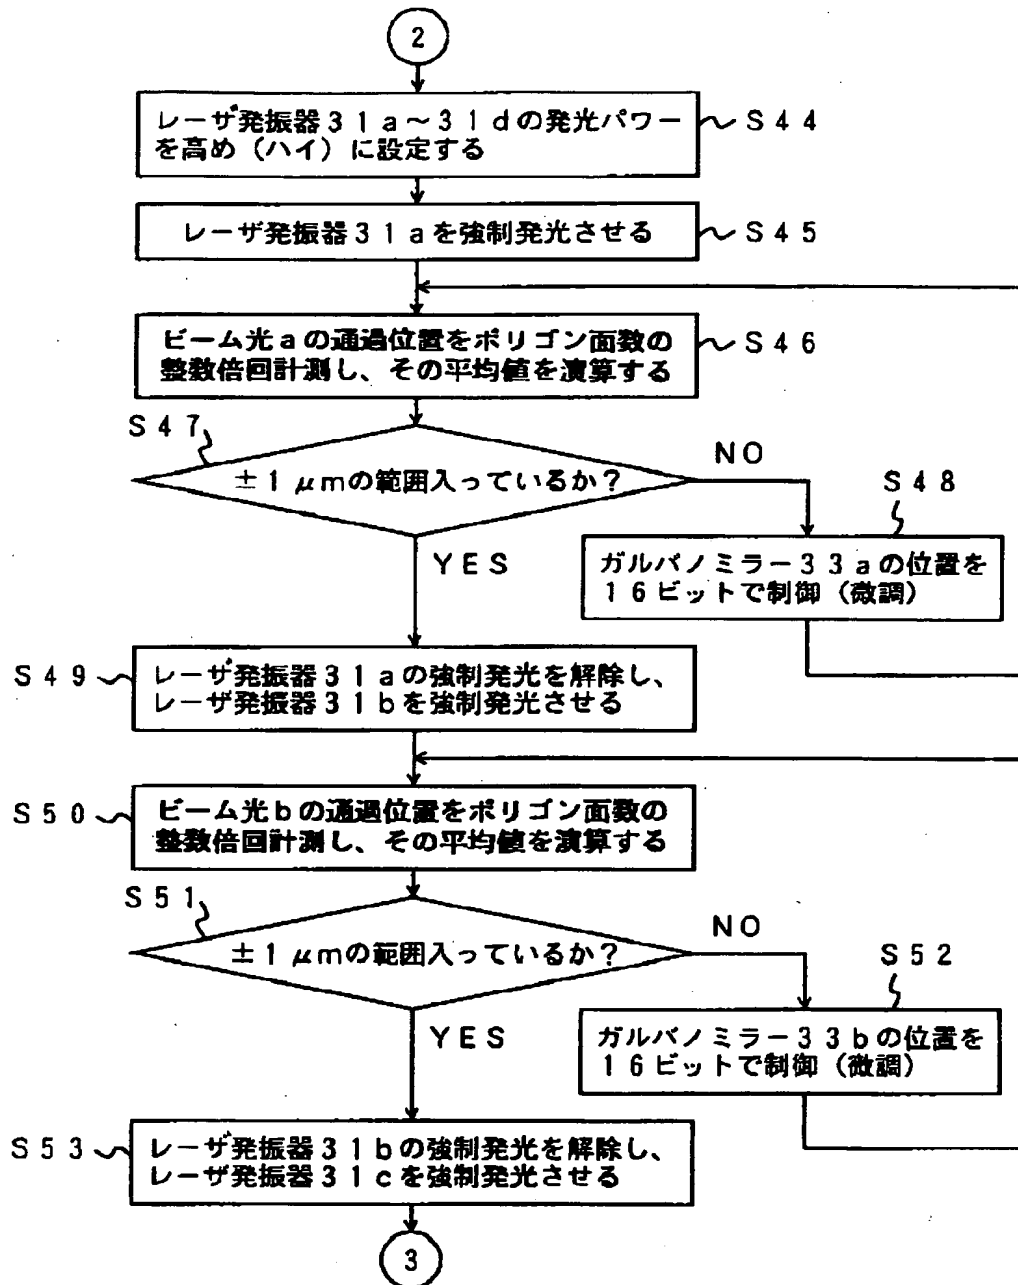 2
レーザ発振器31a～31dの発光パワー
を高め（ハイ）に設定する
S44
レーザ発振器31aを強制発光させる
S45
ビーム光aの通過位置をポリゴン面数の
整数倍回計測し、その平均値を演算する
S46
S47
±1μmの範囲入っているか？
NO
S48
YES
ガルバノミラー33aの位置を
16ビットで制御（微調）
S49
レーザ発振器31aの強制発光を解除し、
レーザ発振器31bを強制発光させる
S50
ビーム光bの通過位置をポリゴン面数の
整数倍回計測し、その平均値を演算する
S51
±1μmの範囲入っているか？
NO
S52
YES
ガルバノミラー33bの位置を
16ビットで制御（微調）
S53
レーザ発振器31bの強制発光を解除し、
レーザ発振器31cを強制発光させる
3